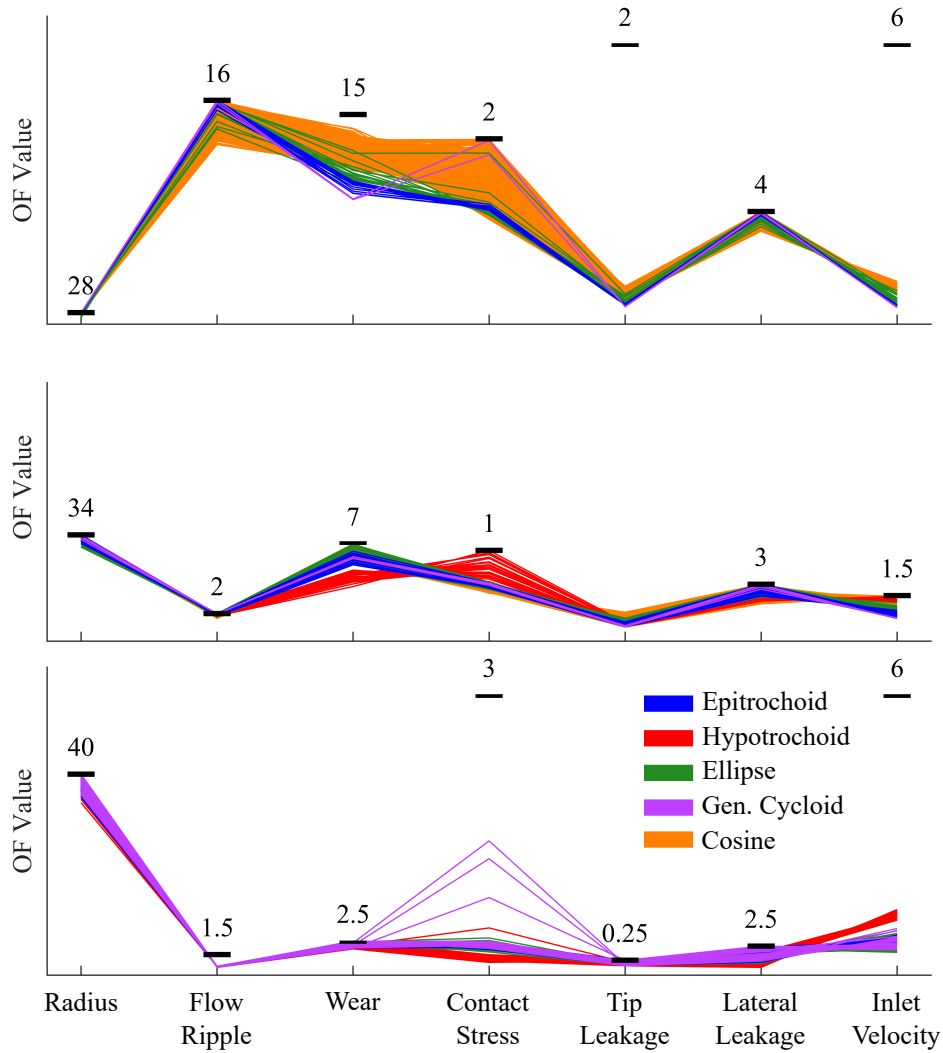 2
6
16
15
2
4
28
OF Value
34
2
7
1
3
1.5
OF Value
3
6
40
1.5
2.5
0.25
2.5
OF Value
Epitrochoid
Hypotrochoid
Ellipse
Gen. Cycloid
Cosine
Radius
Flow
Ripple
Wear
Contact
Stress
Tip
Leakage
Lateral
Leakage
Inlet
Velocity